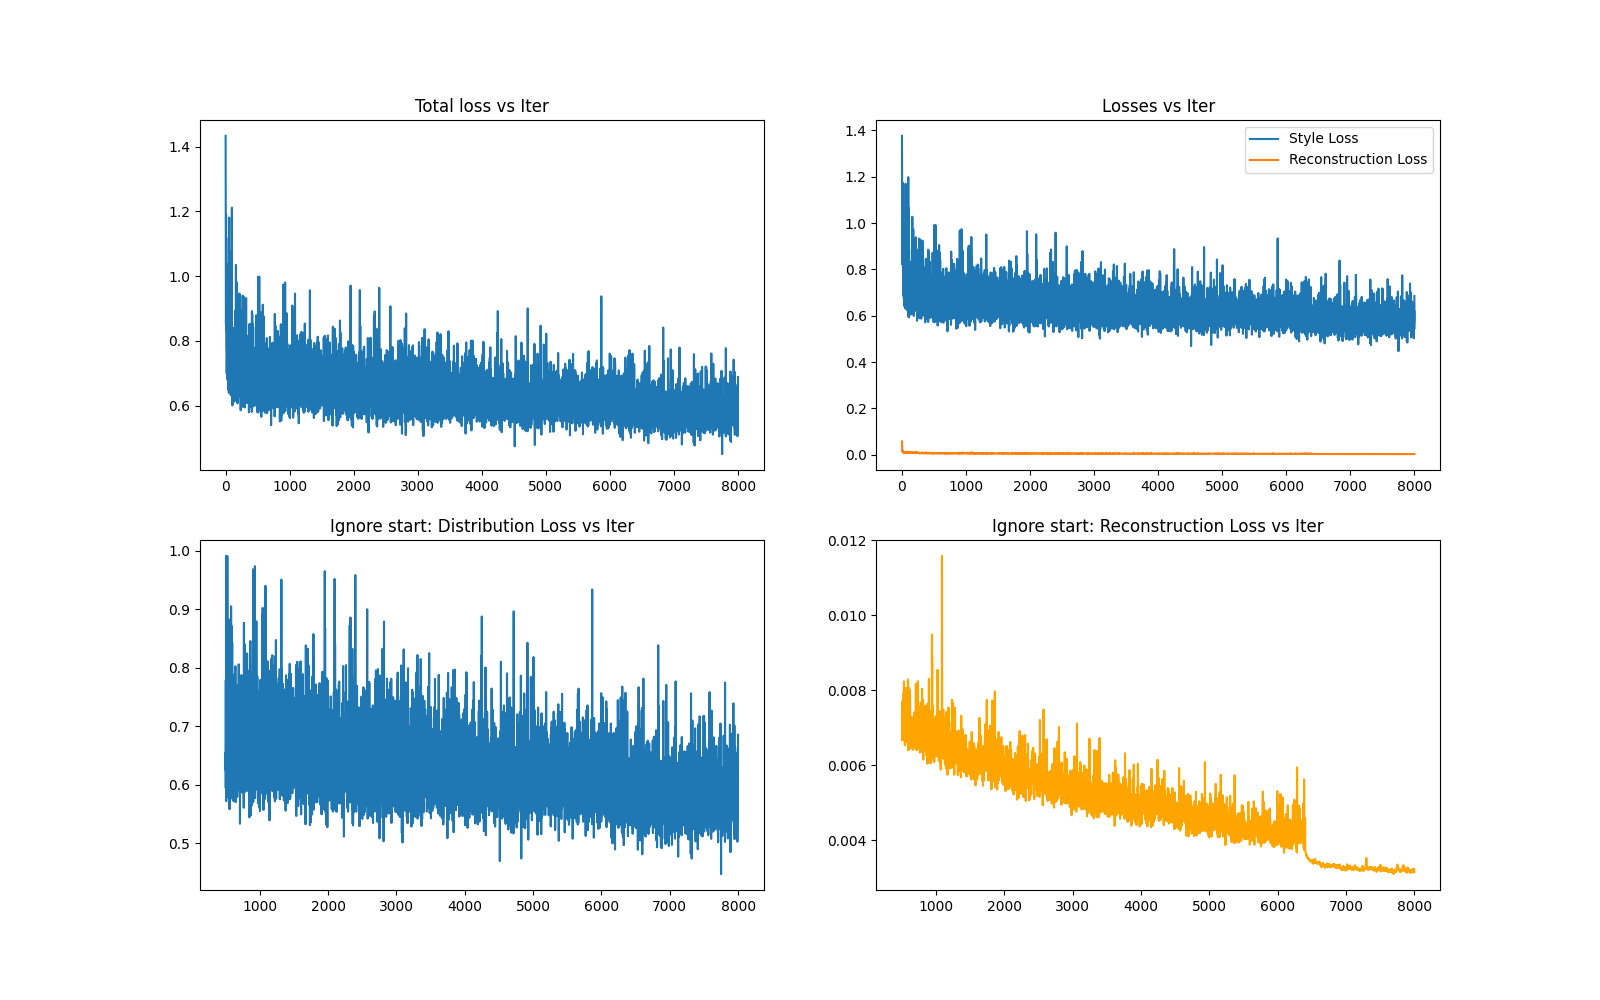 Total loss vs Iter
1.4
1.2
1.0
0.8
0.6
0 1000 2000 3000 4000 5000 6000 7000 8000
Losses vs Iter
Style Loss
Reconstruction Loss
1.4
1.2
1.0
0.8
0.6
0.4
0.2
0.0
0 1000 2000 3000 4000 5000 6000 7000 8000
Ignore start: Distribution Loss vs Iter
1.0
0.9
0.8
0.7
0.6
0.5
1000 2000 3000 4000 5000 6000 7000 8000
Ignore start: Reconstruction Loss vs Iter
0.012
0.010
0.008
0.006
0.004
1000 2000 3000 4000 5000 6000 7000 8000